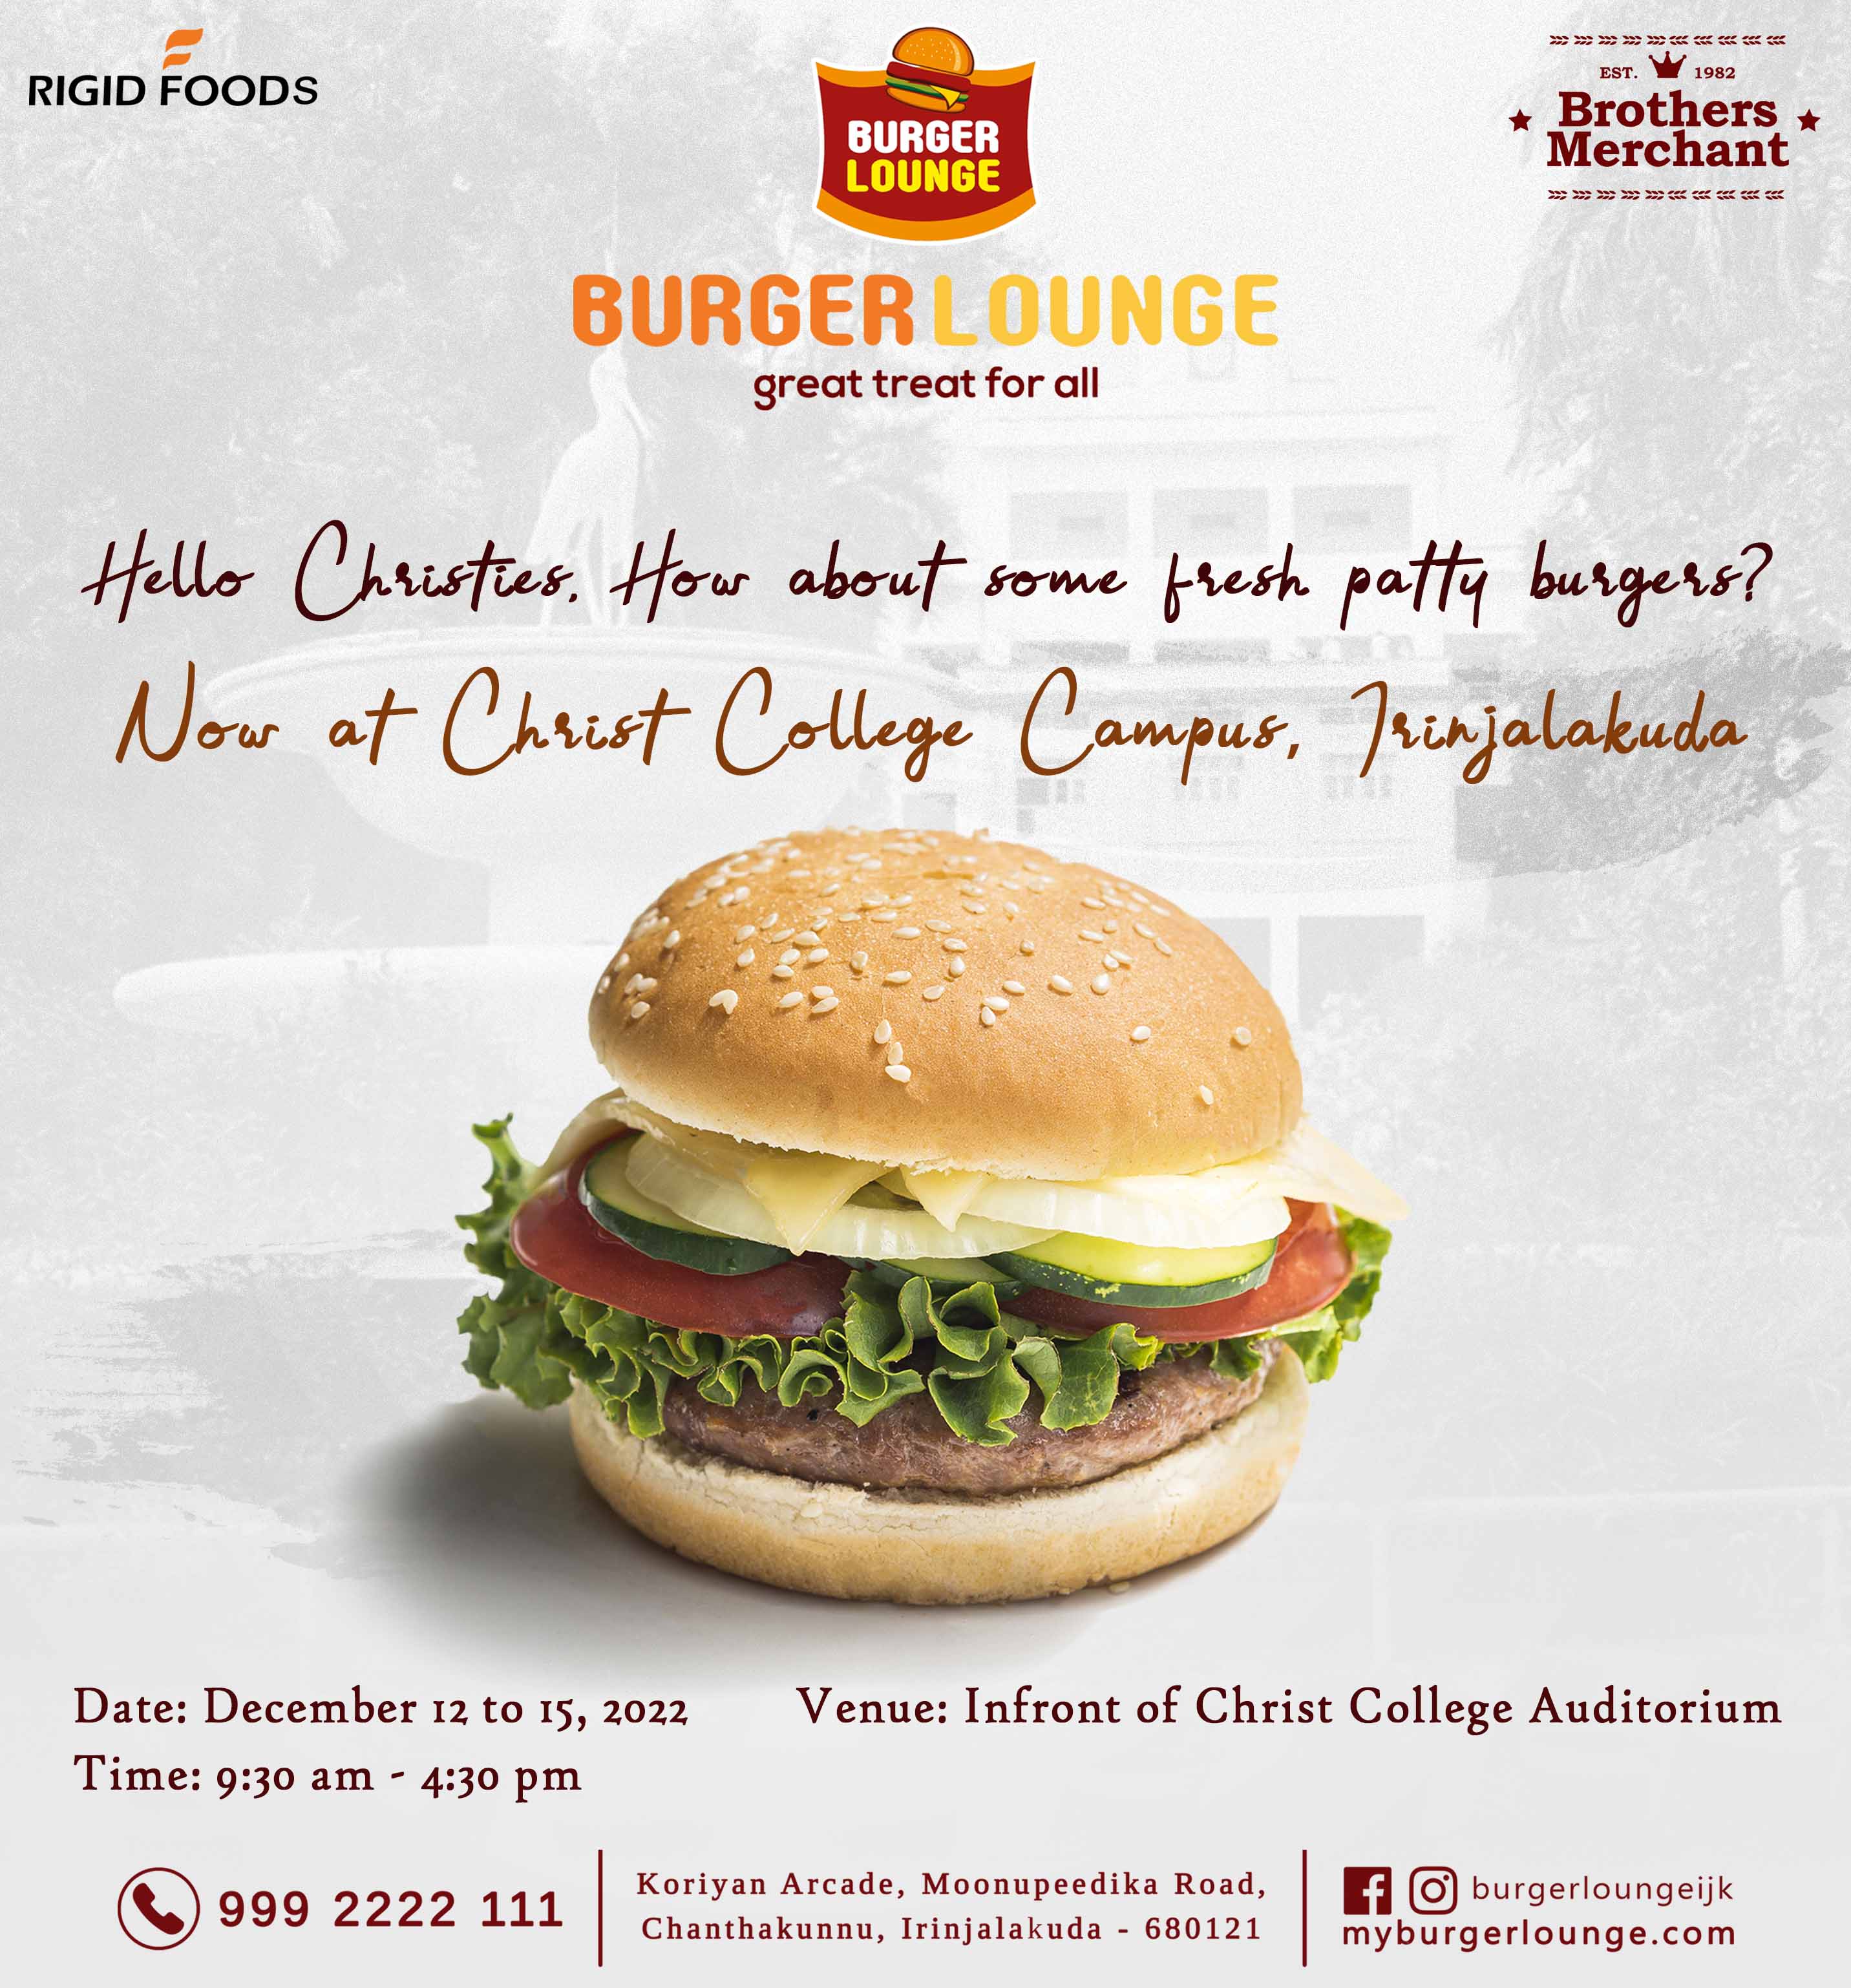 RIGID FOODS
BURGER
LOUNGE
EST. 1982
Brothers
Merchant
BURGER LOUNGE
great treat for all
Hello Christies. How about some fresh patty burgers?
Now at Christ College Campus, Irinjalakuda
Date: December 12 to 15, 2022
Venue: Infront of Christ College Auditorium
Time: 9:30 am - 4:30 pm
999 2222 111
Koriyan Arcade, Moonupeedika Road,
Chanthakunnu, Irinjalakuda - 680121
burgerloungeijk
myburgerlounge.com